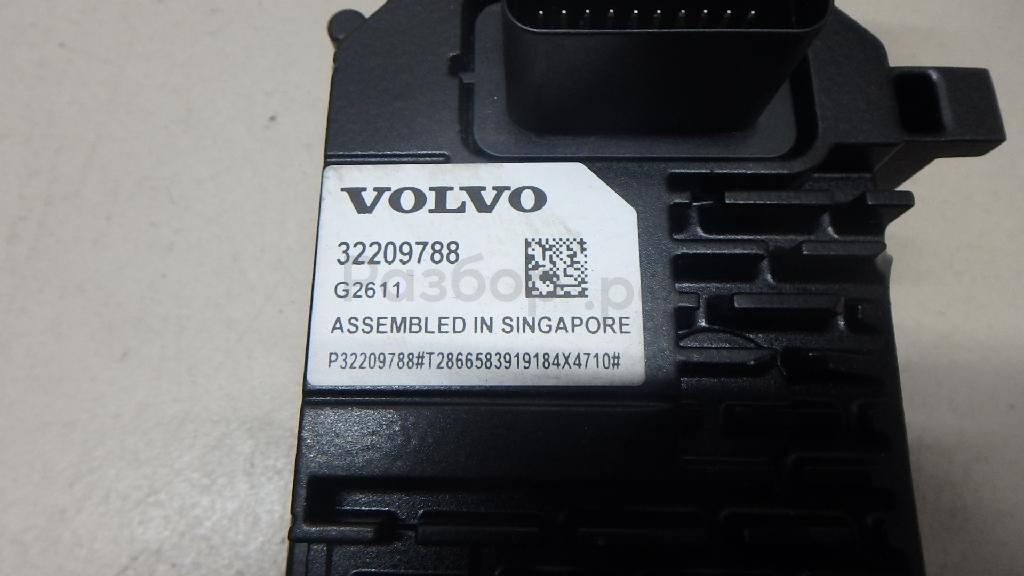 VOLVO
32209788
G2611
ASSEMBLED IN SINGAPORE
P32209788#T2866583919184X4710#